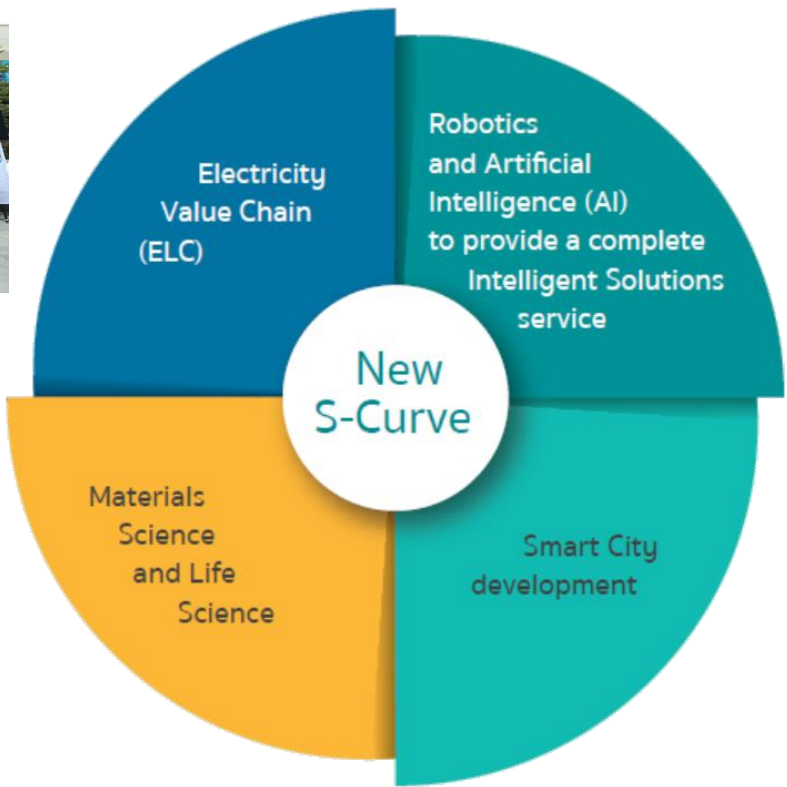 Electricity
Value Chain
(ELC)
Robotics
and Artificial
Intelligence (AI)
to provide a complete
Intelligent Solutions
service
New
S-Curve
Materials
Science
and Life
Science
Smart City
development